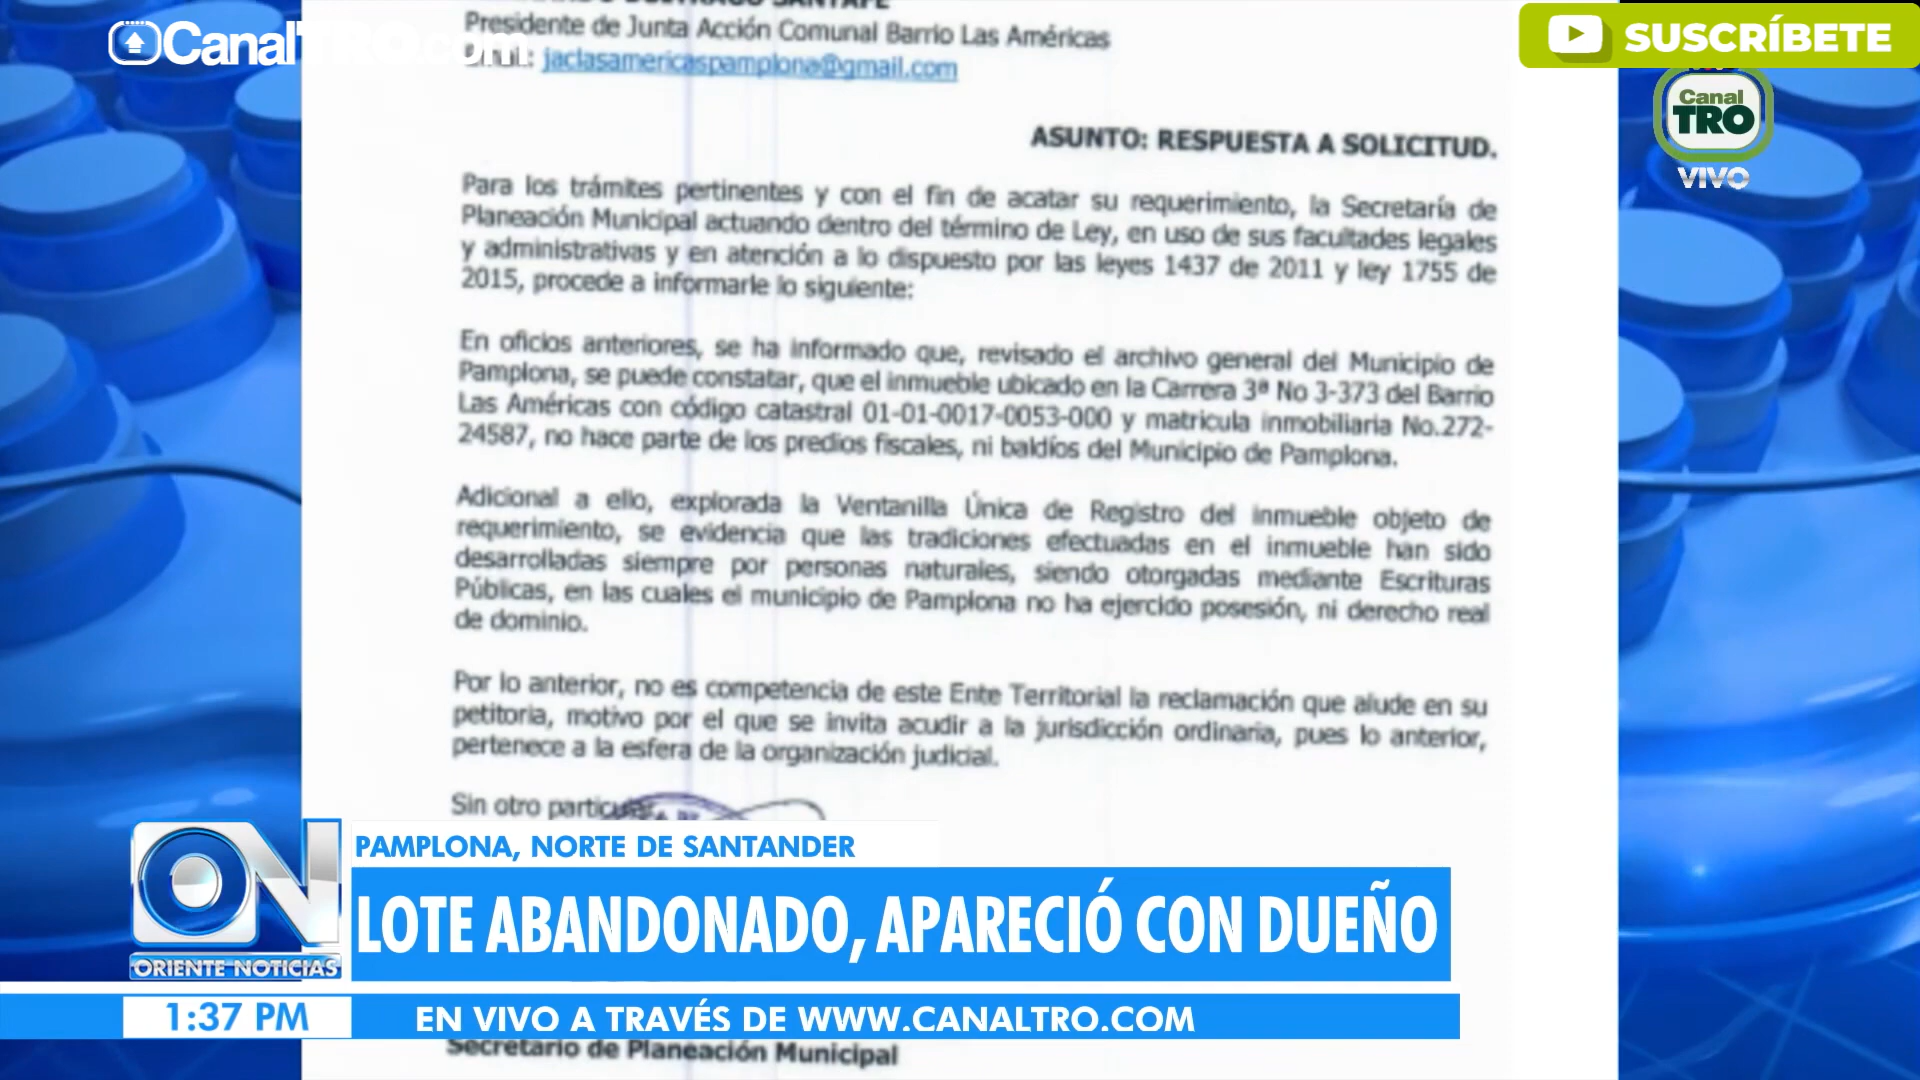 CanalTRO.com
SUSCRÍBETE
Canal
TRO
VIVO
Presidente de Junta Acción Comunal Barrio Las Américas
jaclasamericaspamplona@gmail.com
ASUNTO: RESPUESTA A SOLICITUD.
Para los trámites pertinentes y con el fin de acatar su requerimiento, la Secretaría de
Planeación Municipal actuando dentro del término de Ley, en uso de sus facultades legales
y administrativas y en atención a lo dispuesto por las leyes 1437 de 2011 y ley 1755 de
2015, procede a informarle lo siguiente:
En oficios anteriores, se ha informado que, revisado el archivo general del Municipio de
Pamplona, se puede constatar, que el inmueble ubicado en la Carrera 3ª No 3-373 del Barrio
Las Américas con código catastral 01-01-0017-0053-000 y matricula inmobiliaria No.272-
24587, no hace parte de los predios fiscales, ni baldíos del Municipio de Pamplona.
Adicional a ello, explorada la Ventanilla Única de Registro del inmueble objeto de
requerimiento, se evidencia que las tradiciones efectuadas en el inmueble han sido
desarrolladas siempre por personas naturales, siendo otorgadas mediante Escrituras
Públicas, en las cuales el municipio de Pamplona no ha ejercido posesión, ni derecho real
de dominio.
Por lo anterior, no es competencia de este Ente Territorial la reclamación que alude en su
petitoria, motivo por el que se invita acudir a la jurisdicción ordinaria, pues lo anterior,
pertenece a la esfera de la organización judicial.
Sin otro particular
ON
ORIENTE NOTICIAS
PAMPLONA, NORTE DE SANTANDER
LOTE ABANDONADO, APARECIÓ CON DUEÑO
1:37 PM
EN VIVO A TRAVÉS DE WWW.CANALTRO.COM
Secretario de Planeación Municipal